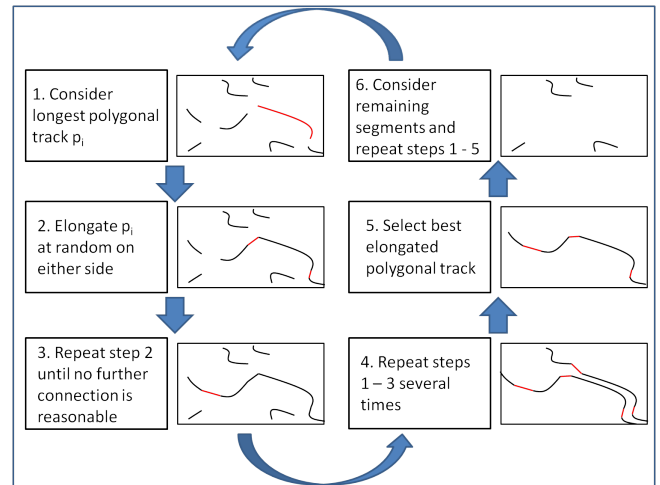 1. Consider
longest polygonal
track pi
2. Elongate pi
at random on
either side
3. Repeat step 2
until no further
connection is
reasonable
4. Repeat steps
1 – 3 several
times
5. Select best
elongated
polygonal track
6. Consider
remaining
segments and
repeat steps 1 - 5